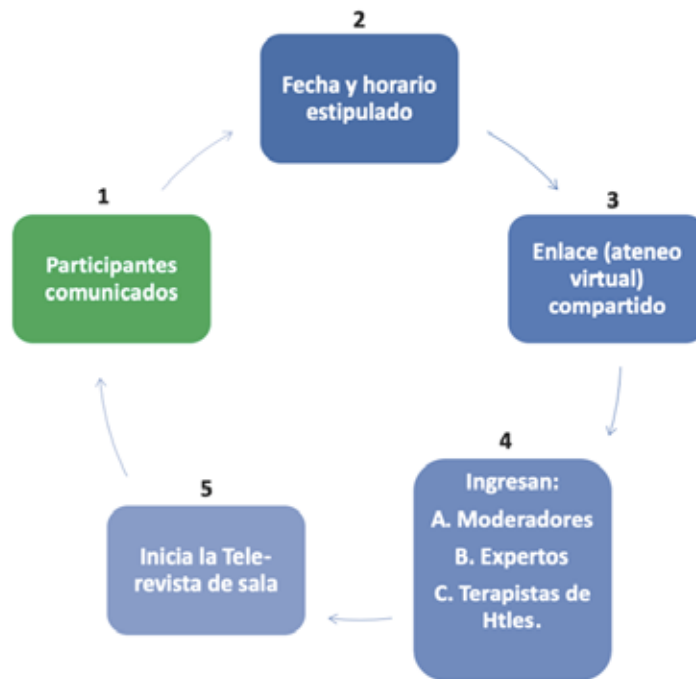 1
Participantes
comunicados
2
Fecha y horario
estipulado
3
Enlace (ateneo
virtual)
compartido
4
Ingresan:
A. Moderadores
B. Expertos
C. Terapistas de
Htles.
5
Inicia la Tele-
revista de sala